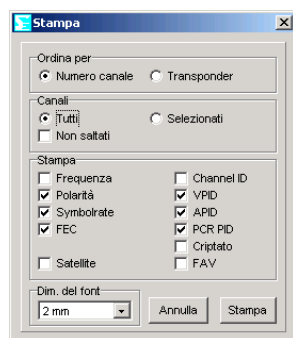 Stampa
Ordina per
Numero canale Transponder
Canali
Tutti Selezionati
Non saltati
Stampa
Frequenza Channel ID
Polarità VPID
Symbolrate APID
FEC PCR PID
Criptato
Satellite FAV
Dim. del font
2 mm Annulla Stampa